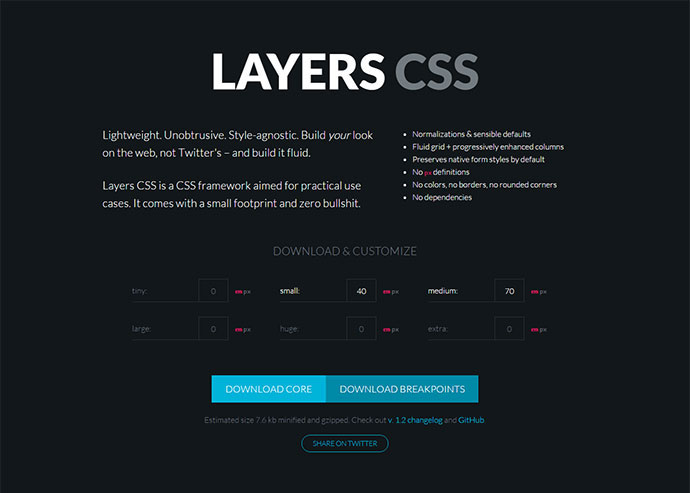 LAYERS CSS
Lightweight. Unobtrusive. Style-agnostic. Build your look
on the web, not Twitter's – and build it fluid.
Layers CSS is a CSS framework aimed for practical use
cases. It comes with a small footprint and zero bullshit.
• Normalizations & sensible defaults
• Fluid grid + progressively enhanced columns
• Preserves native form styles by default
• No px definitions
• No colors, no borders, no rounded corners
• No dependencies
DOWNLOAD & CUSTOMIZE
tiny: 0 em px small: 40 em px medium: 70 em px
large: 0 em px huge: 0 em px extra: 0 em px
DOWNLOAD CORE DOWNLOAD BREAKPOINTS
Estimated size 7.6 kb minified and gzipped. Check out v. 1.2 changelog and GitHub
SHARE ON TWITTER